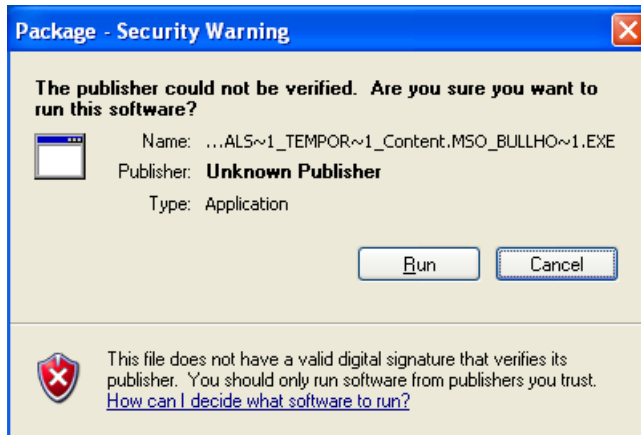 Package - Security Warning
The publisher could not be verified.  Are you sure you want to
run this software?
Name: ...ALS~1_TEMPOR~1_Content.MSO_BULLHO~1.EXE
Publisher: Unknown Publisher
Type: Application
Run Cancel
This file does not have a valid digital signature that verifies its
publisher.  You should only run software from publishers you trust.
How can I decide what software to run?